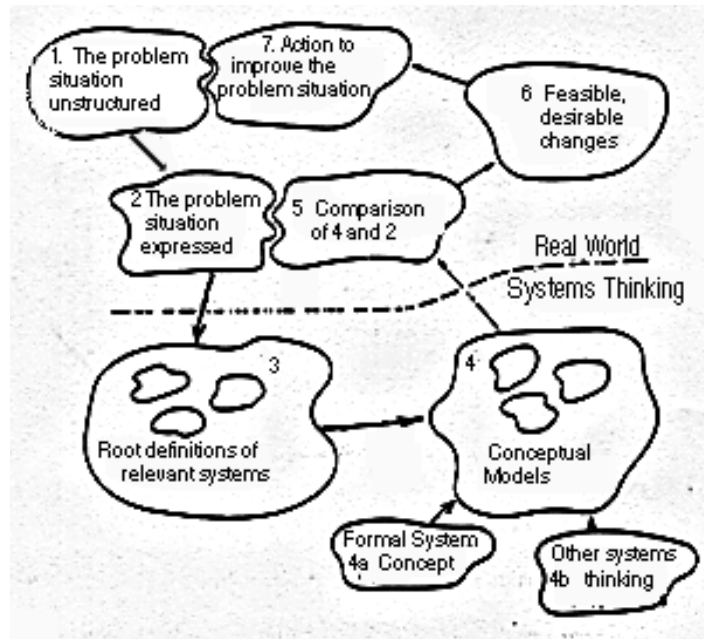 1. The problem
situation
unstructured
7. Action to
improve the
problem situation
6 Feasible,
desirable
changes
2 The problem
situation
expressed
5 Comparison
of 4 and 2
Real World
Systems Thinking
3
Root definitions of
relevant systems
4
Conceptual
Models
Formal System
4a Concept
Other systems
4b thinking